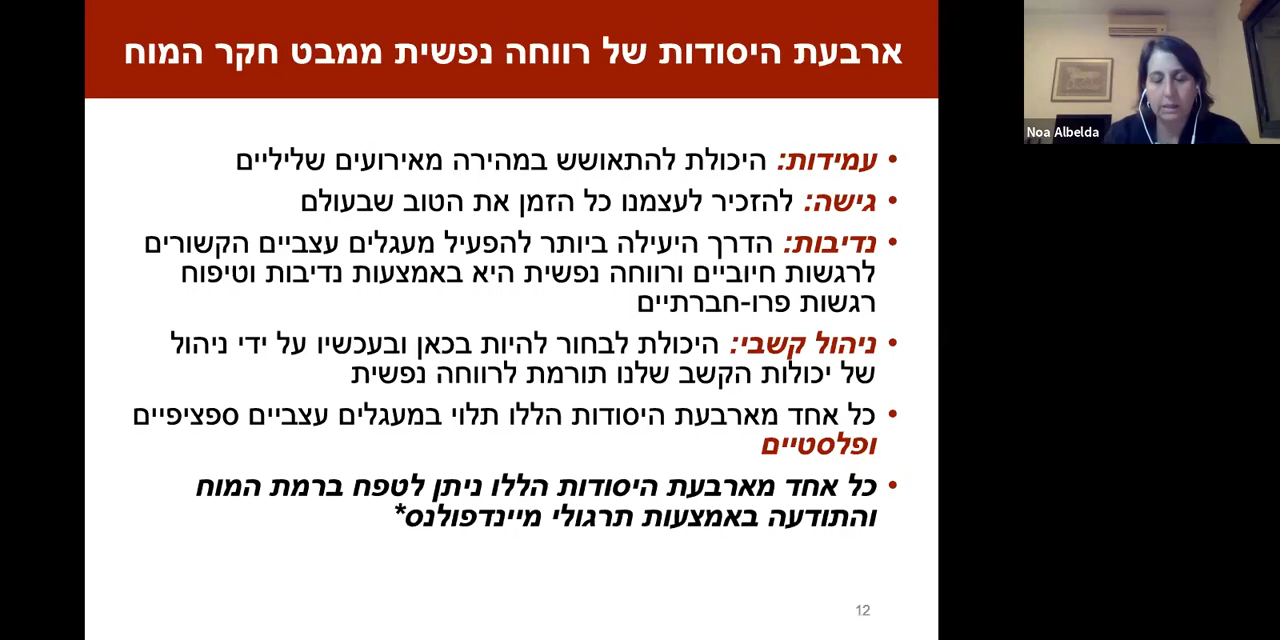 ארבעת היסודות של רווחה נפשית ממבט חקר המוח
• עמידות: היכולת להתאושש במהירה מאירועים שליליים
• גישה: להזכיר לעצמנו כל הזמן את הטוב שבעולם
• נדיבות: הדרך היעילה ביותר להפעיל מעגלים עצביים הקשורים
לרגשות חיוביים ורווחה נפשית היא באמצעות נדיבות וטיפוח
רגשות פרו-חברתיים
• ניהול קשבי: היכולת לבחור להיות בכאן ובעכשיו על ידי ניהול
של יכולות הקשב שלנו תורמת לרווחה נפשית
• כל אחד מארבעת היסודות הללו תלוי במעגלים עצביים ספציפיים
ופלסטיים
• כל אחד מארבעת היסודות הללו ניתן לטפח ברמת המוח
והתודעה באמצעות תרגולי מיינדפולנס*
12
Noa Albelda